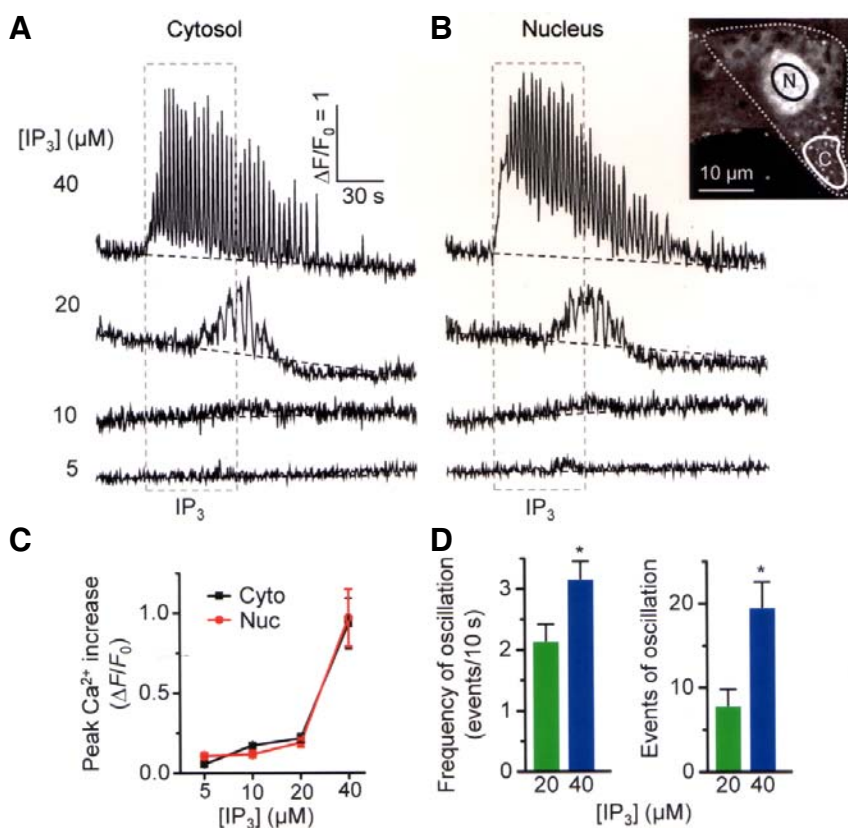 A
Cytosol
B
Nucleus
N
C
10 µm
[IP₃] (µM)
ΔF/F₀ = 1
30 s
40
20
10
5
IP₃
IP₃
C
Cyto
Nuc
Peak Ca²⁺ increase
(ΔF/F₀)
1.0
0.5
0.0
5 10 20 40
[IP₃] (µM)
D
Frequency of oscillation
(events/10 s)
3
2
1
0
*
20 40
Events of oscillation
20
10
0
*
20 40
[IP₃] (µM)